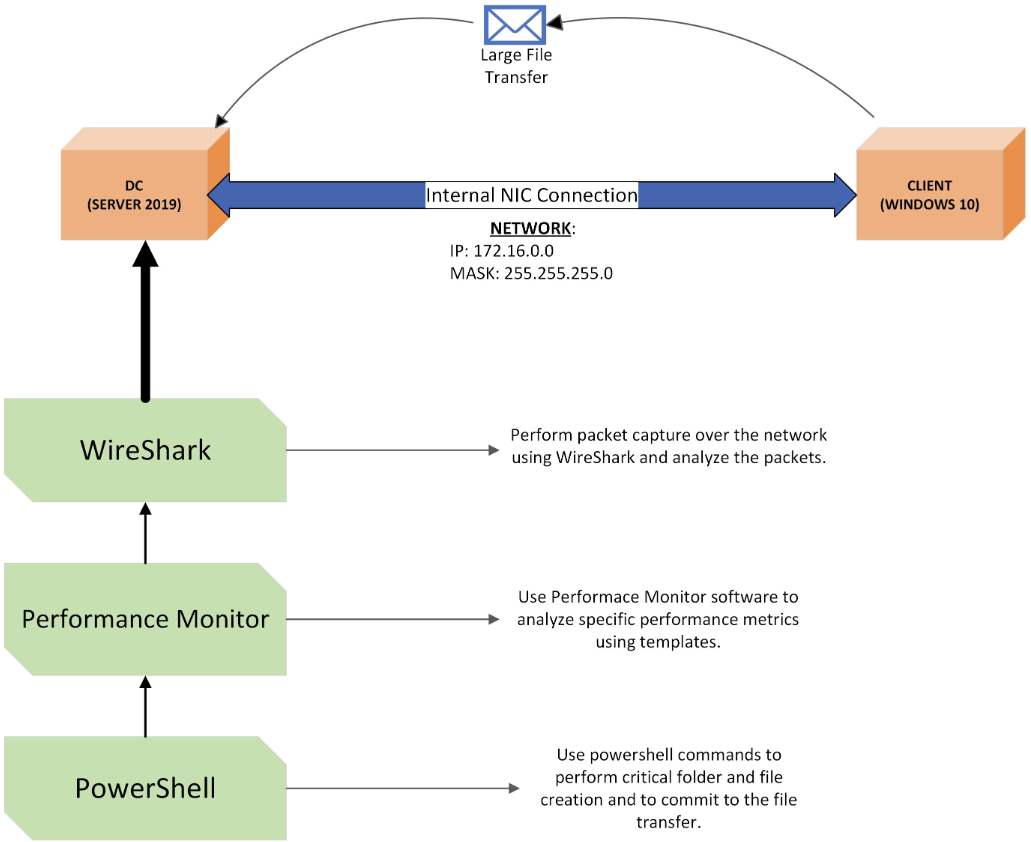 Large File
Transfer
DC
(SERVER 2019)
Internal NIC Connection
CLIENT
(WINDOWS 10)
NETWORK:
IP: 172.16.0.0
MASK: 255.255.255.0
WireShark
Perform packet capture over the network
using WireShark and analyze the packets.
Performance Monitor
Use Performace Monitor software to
analyze specific performance metrics
using templates.
PowerShell
Use powershell commands to
perform critical folder and file
creation and to commit to the file
transfer.